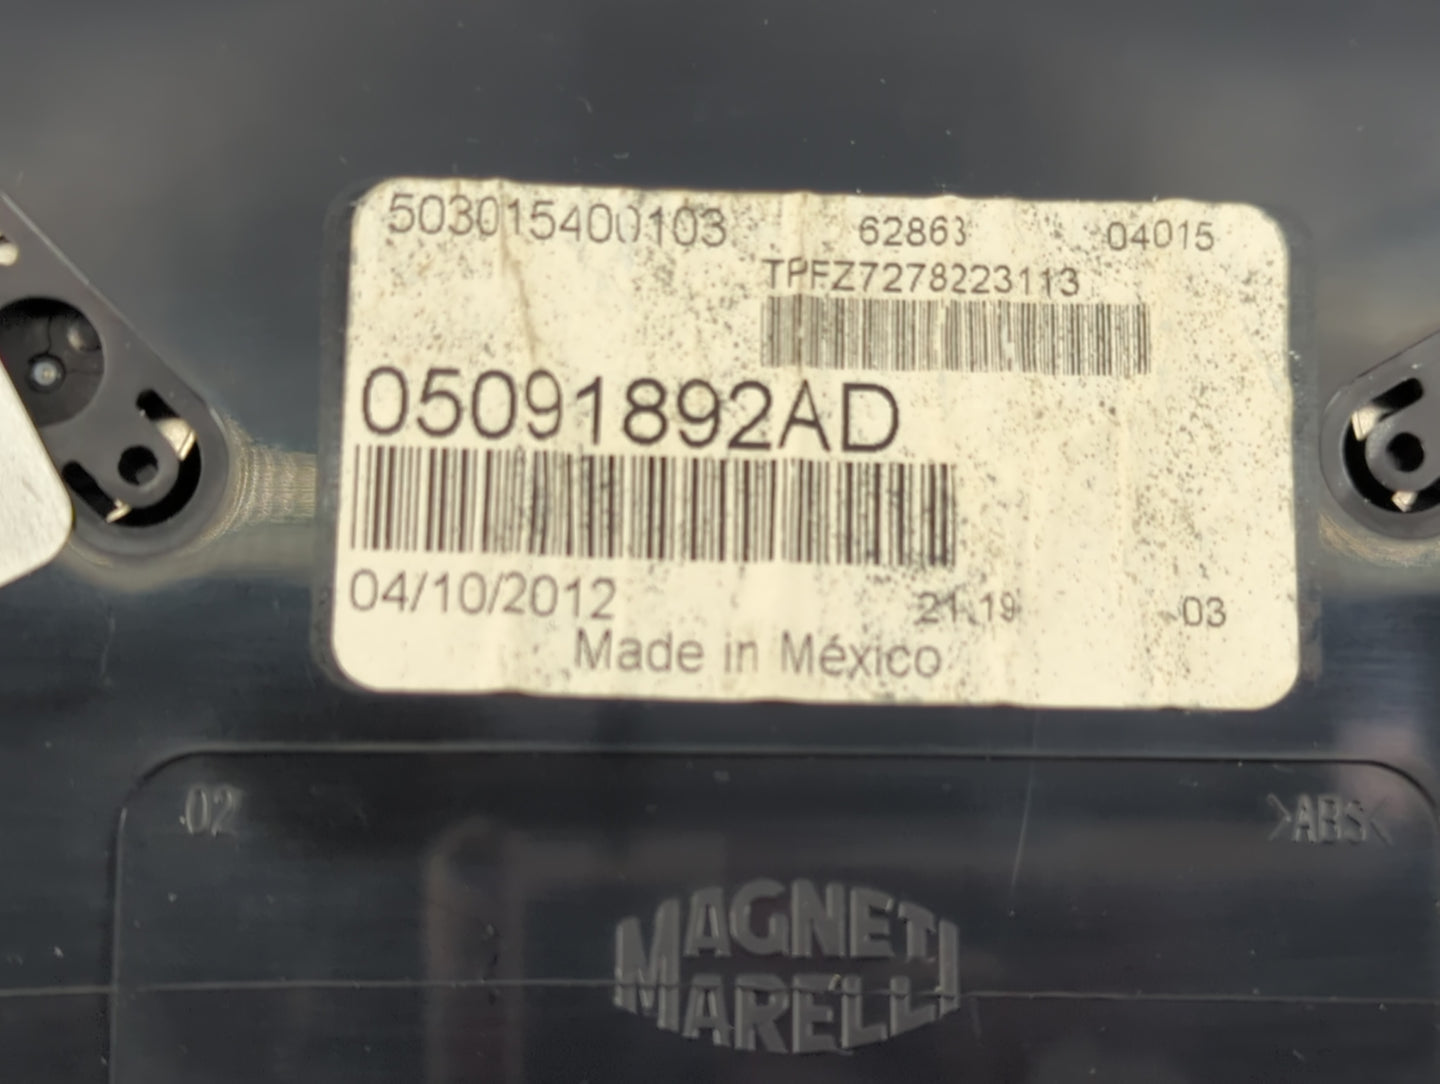 503015400103 62863 04015
TPFZ7278223113
05091892AD
04/10/2012 21.19 03
Made in México
02 >ABS<
MAGNETI
MARELLI